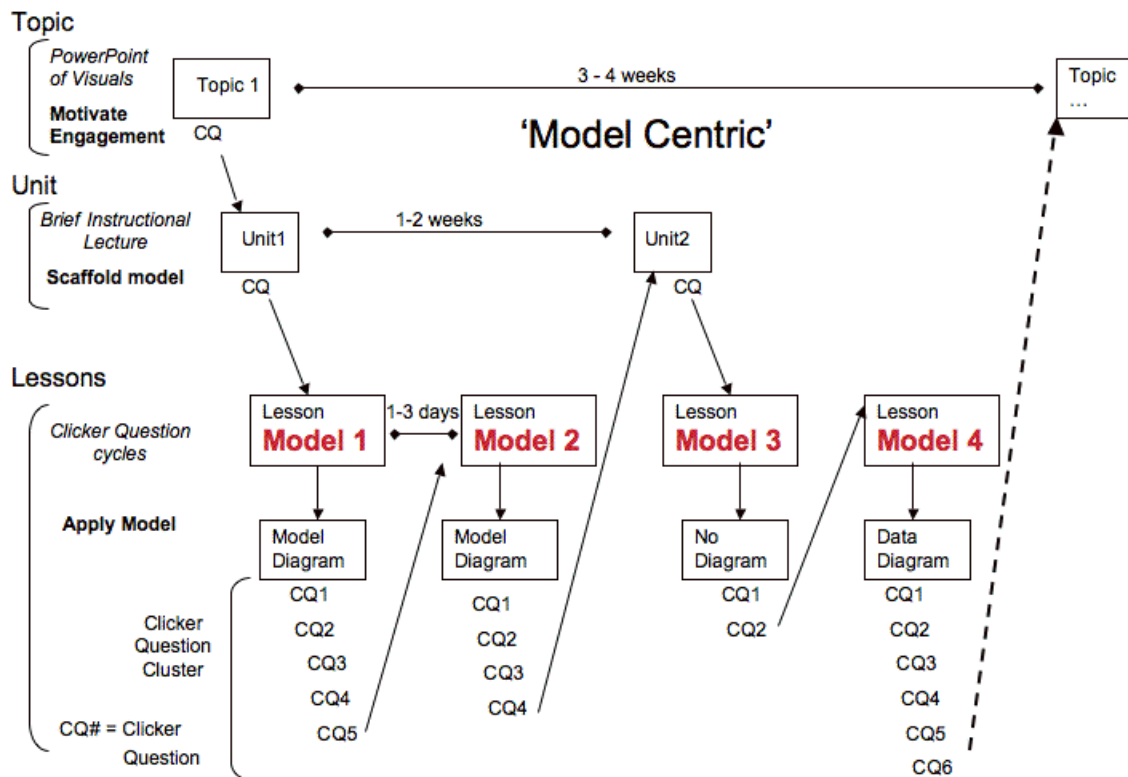 Topic
PowerPoint
of Visuals
Motivate
Engagement
Topic 1
CQ
3 - 4 weeks
Topic
...
'Model Centric'
Unit
Brief Instructional
Lecture
Scaffold model
Unit1
CQ
1-2 weeks
Unit2
CQ
Lessons
Clicker Question
cycles
Apply Model
Lesson
Model 1
1-3 days
Lesson
Model 2
Lesson
Model 3
Lesson
Model 4
Model
Diagram
Model
Diagram
No
Diagram
Data
Diagram
Clicker
Question
Cluster
CQ# = Clicker
Question
CQ1
CQ2
CQ3
CQ4
CQ5
CQ1
CQ2
CQ3
CQ4
CQ1
CQ2
CQ1
CQ2
CQ3
CQ4
CQ5
CQ6